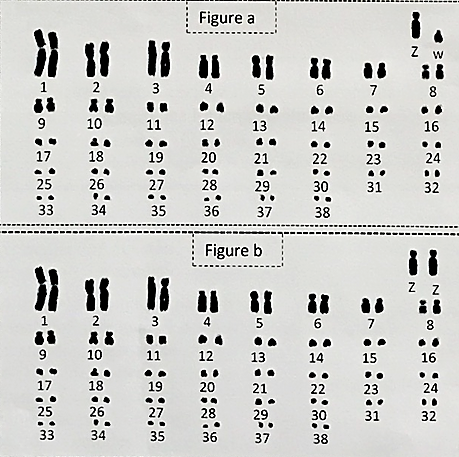 Figure a
Z w
1 2 3 4 5 6 7 8
9 10 11 12 13 14 15 16
17 18 19 20 21 22 23 24
25 26 27 28 29 30 31 32
33 34 35 36 37 38
Figure b
Z Z
1 2 3 4 5 6 7 8
9 10 11 12 13 14 15 16
17 18 19 20 21 22 23 24
25 26 27 28 29 30 31 32
33 34 35 36 37 38